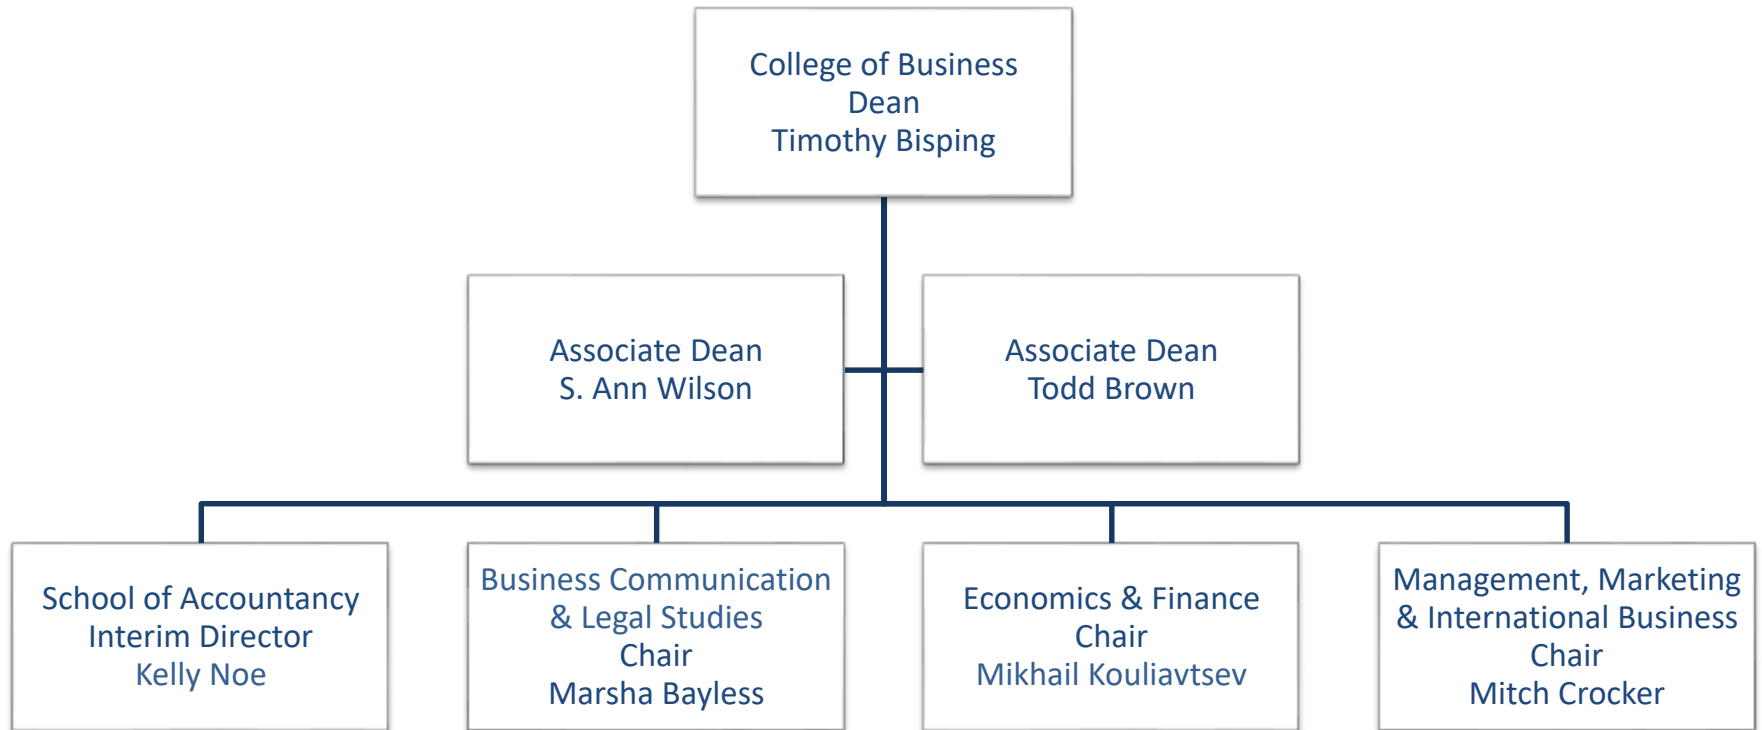 College of Business
Dean
Timothy Bisping
Associate Dean
S. Ann Wilson
Associate Dean
Todd Brown
School of Accountancy
Interim Director
Kelly Noe
Business Communication
& Legal Studies
Chair
Marsha Bayless
Economics & Finance
Chair
Mikhail Kouliavtsev
Management, Marketing
& International Business
Chair
Mitch Crocker